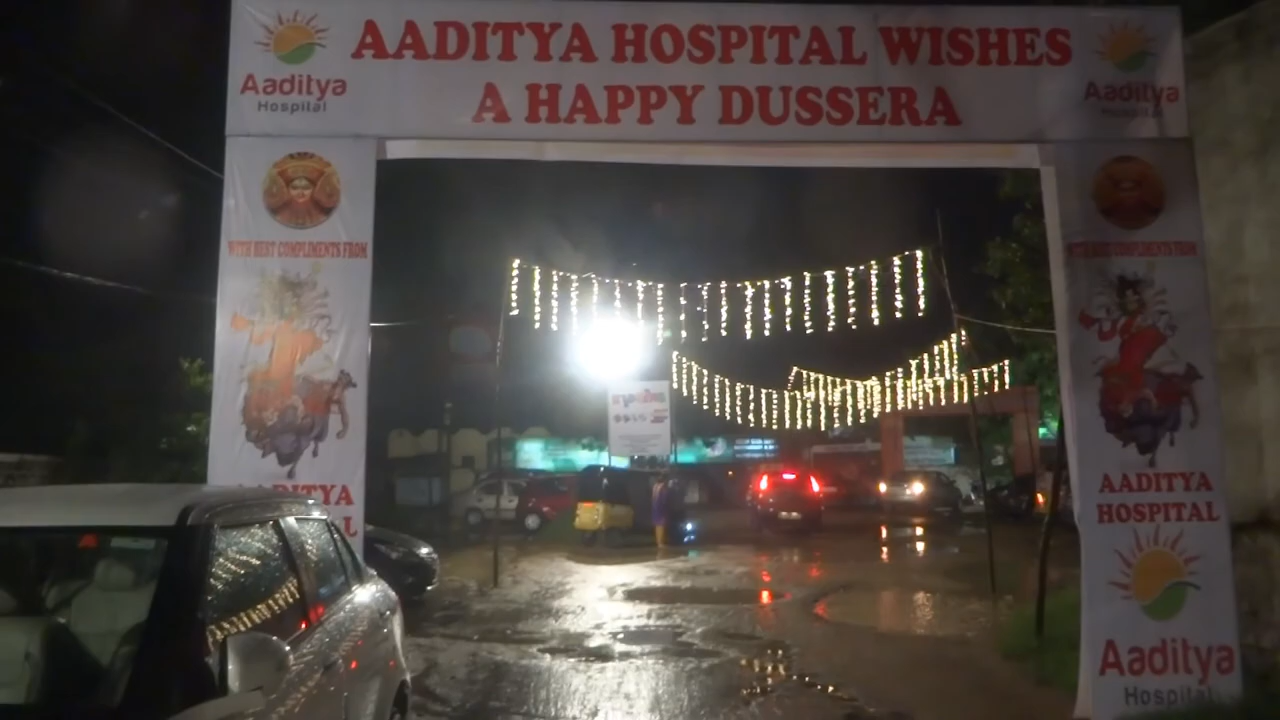 Aaditya
Hospital
AADITYA HOSPITAL WISHES
A HAPPY DUSSERA
Aaditya
Hospital
WITH BEST COMPLIMENTS FROM
AADITYA
WITH BEST COMPLIMENTS FROM
AADITYA
HOSPITAL
Aaditya
Hospital